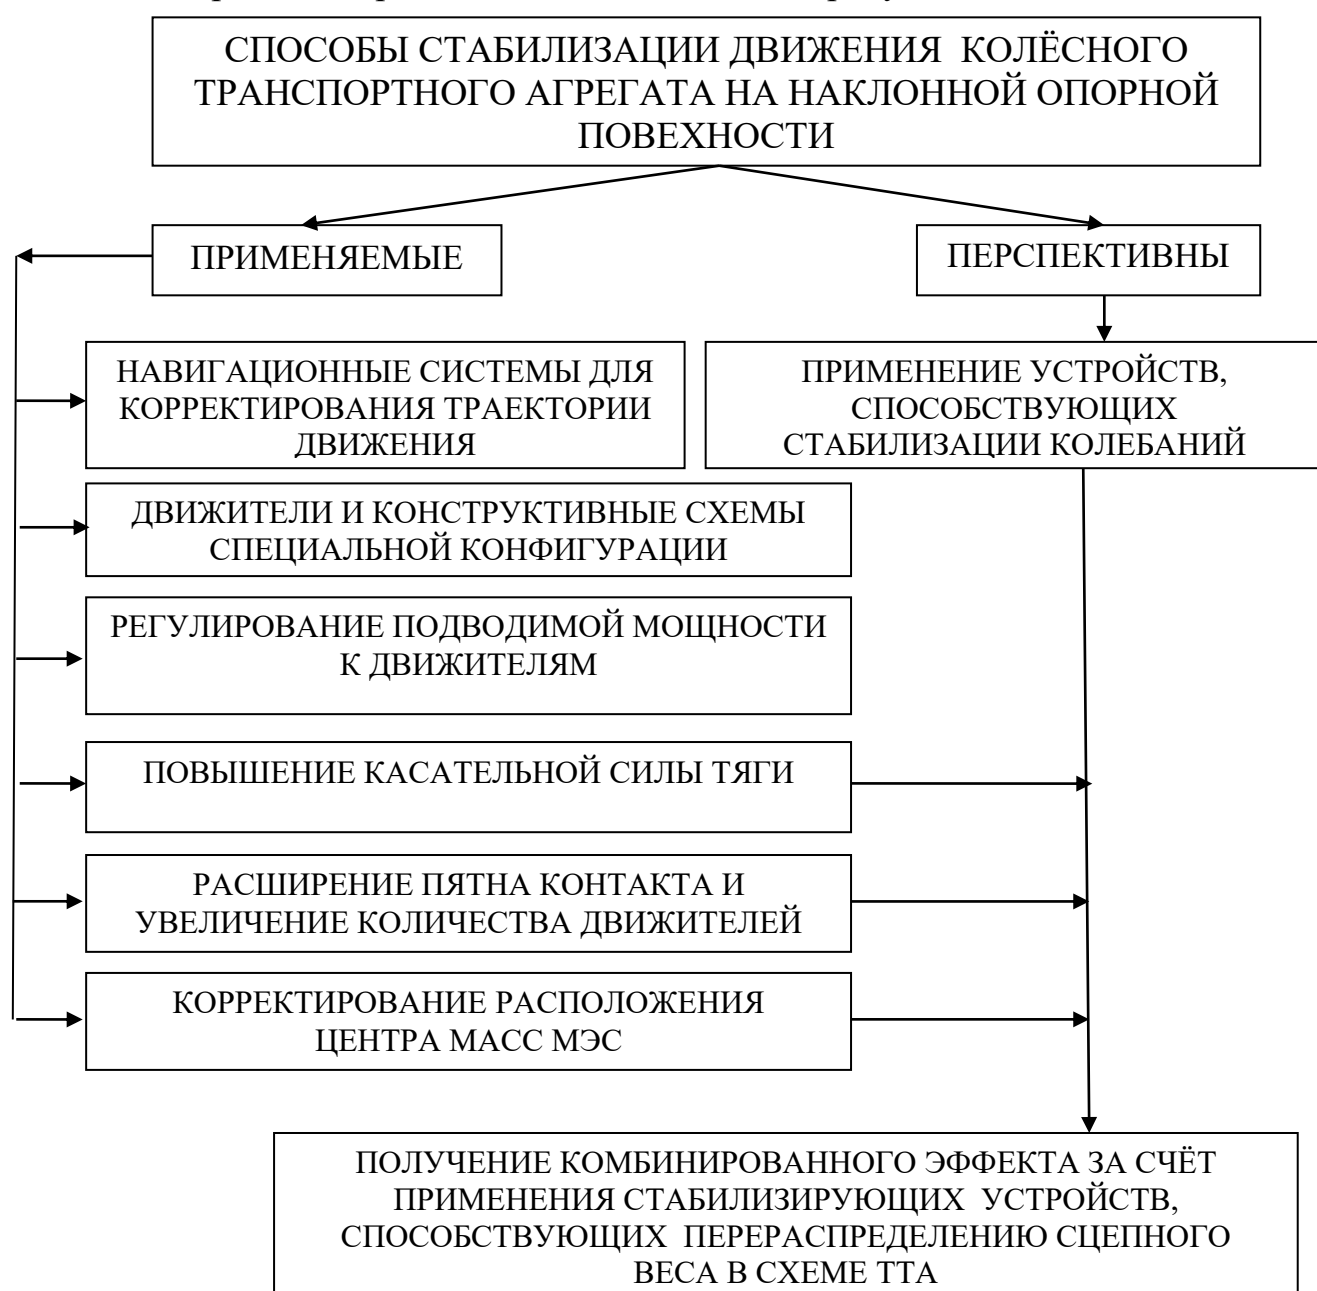 СПОСОБЫ СТАБИЛИЗАЦИИ ДВИЖЕНИЯ КОЛЁСНОГО
ТРАНСПОРТНОГО АГРЕГАТА НА НАКЛОННОЙ ОПОРНОЙ
ПОВЕХНОСТИ
ПРИМЕНЯЕМЫЕ
ПЕРСПЕКТИВНЫ
НАВИГАЦИОННЫЕ СИСТЕМЫ ДЛЯ
КОРРЕКТИРОВАНИЯ ТРАЕКТОРИИ
ДВИЖЕНИЯ
ПРИМЕНЕНИЕ УСТРОЙСТВ,
СПОСОБСТВУЮЩИХ
СТАБИЛИЗАЦИИ КОЛЕБАНИЙ
ДВИЖИТЕЛИ И КОНСТРУКТИВНЫЕ СХЕМЫ
СПЕЦИАЛЬНОЙ КОНФИГУРАЦИИ
РЕГУЛИРОВАНИЕ ПОДВОДИМОЙ МОЩНОСТИ
К ДВИЖИТЕЛЯМ
ПОВЫШЕНИЕ КАСАТЕЛЬНОЙ СИЛЫ ТЯГИ
РАСШИРЕНИЕ ПЯТНА КОНТАКТА И
УВЕЛИЧЕНИЕ КОЛИЧЕСТВА ДВИЖИТЕЛЕЙ
КОРРЕКТИРОВАНИЕ РАСПОЛОЖЕНИЯ
ЦЕНТРА МАСС МЭС
ПОЛУЧЕНИЕ КОМБИНИРОВАННОГО ЭФФЕКТА ЗА СЧЁТ
ПРИМЕНЕНИЯ СТАБИЛИЗИРУЮЩИХ УСТРОЙСТВ,
СПОСОБСТВУЮЩИХ ПЕРЕРАСПРЕДЕЛЕНИЮ СЦЕПНОГО
ВЕСА В СХЕМЕ ТТА